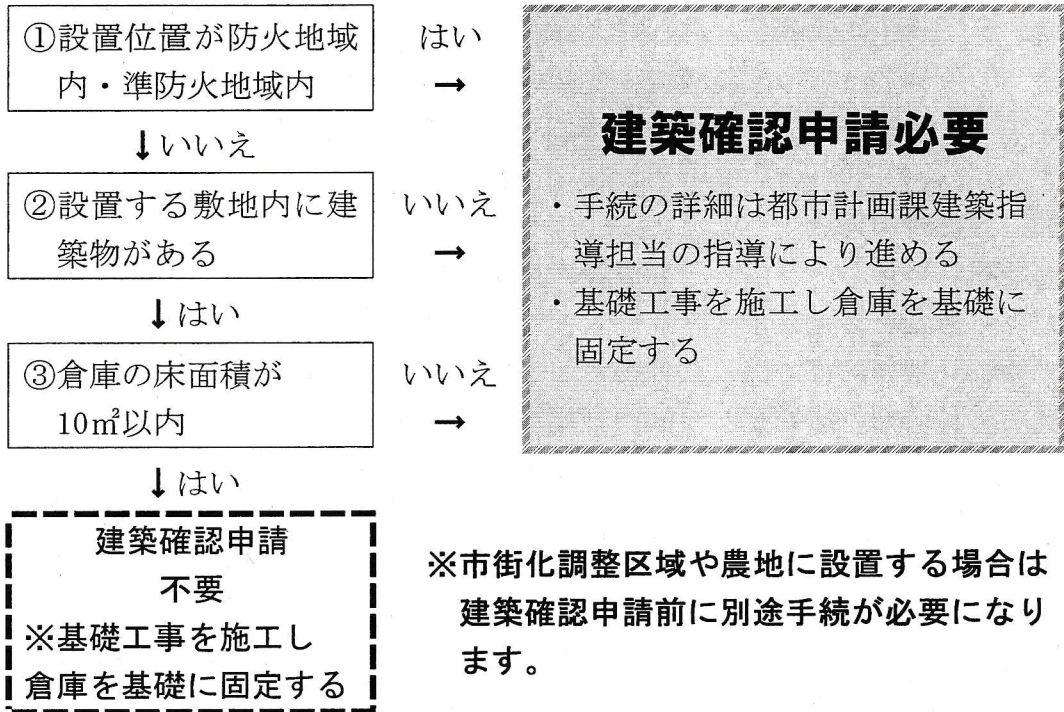 ①設置位置が防火地域
内・準防火地域内
はい
→
↓いいえ
②設置する敷地内に建
築物がある
いいえ
→
↓はい
③倉庫の床面積が
10㎡以内
いいえ
→
↓はい
建築確認申請
不要
※基礎工事を施工し
倉庫を基礎に固定する
建築確認申請必要
・手続の詳細は都市計画課建築指
導担当の指導により進める
・基礎工事を施工し倉庫を基礎に
固定する
※市街化調整区域や農地に設置する場合は
建築確認申請前に別途手続が必要になり
ます。